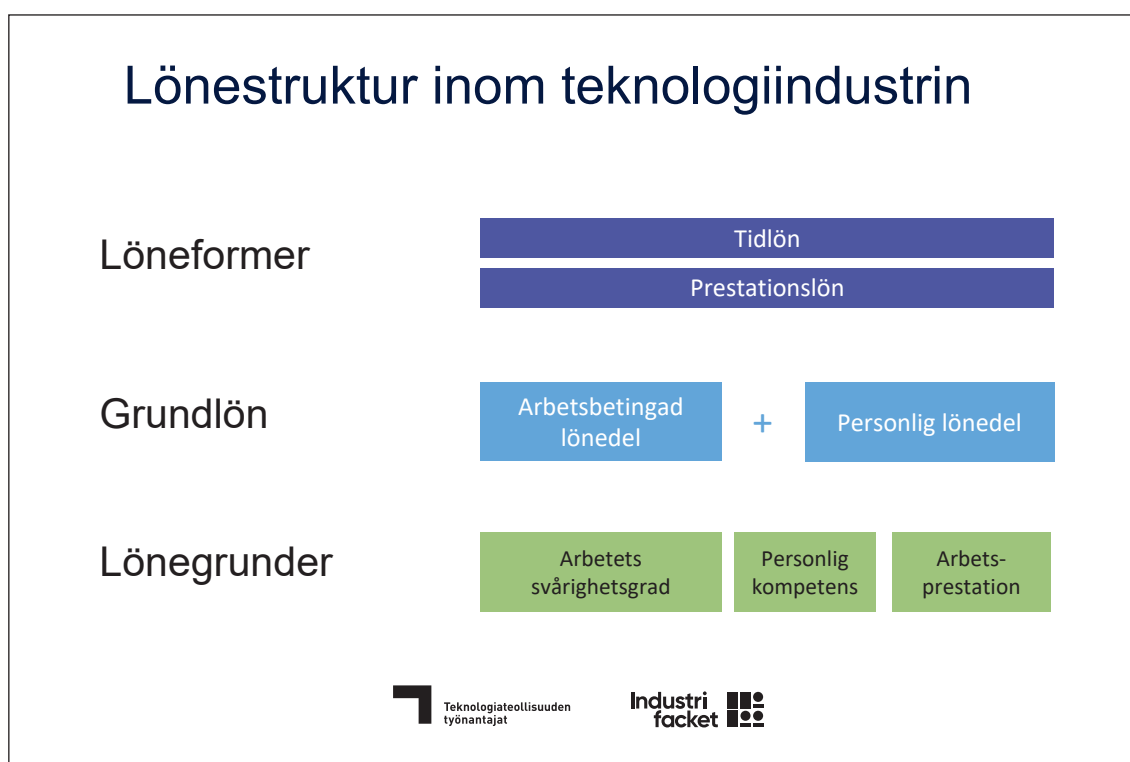 Lönestruktur inom teknologiindustrin
Löneformer
Tidlön
Prestationslön
Grundlön
Arbetsbetingad
lönedel
+
Personlig lönedel
Lönegrunder
Arbetets
svårighetsgrad
Personlig
kompetens
Arbets-
prestation
Teknologiateollisuuden
työnantajat
Industri
facket